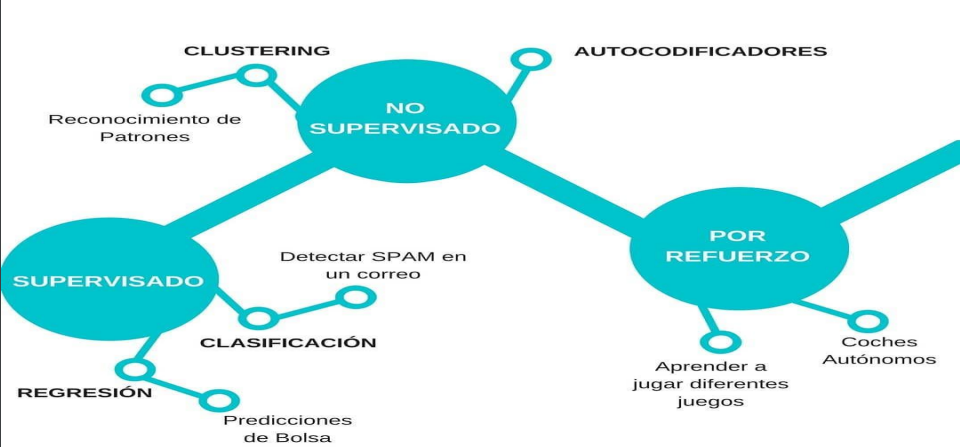 CLUSTERING
AUTOCODIFICADORES
Reconocimiento de
Patrones
NO
SUPERVISADO
SUPERVISADO
Detectar SPAM en
un correo
CLASIFICACIÓN
REGRESIÓN
Predicciones
de Bolsa
POR
REFUERZO
Aprender a
jugar diferentes
juegos
Coches
Autónomos